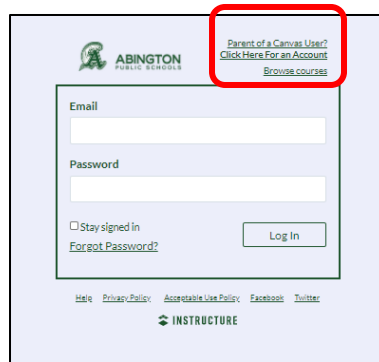 Parent of a Canvas User?
Click Here For an Account
Browse courses
ABINGTON
PUBLIC SCHOOLS
Email
Password
Stay signed in
Forgot Password?
Log In
Help Privacy Policy Acceptable Use Policy Facebook Twitter
INSTRUCTURE